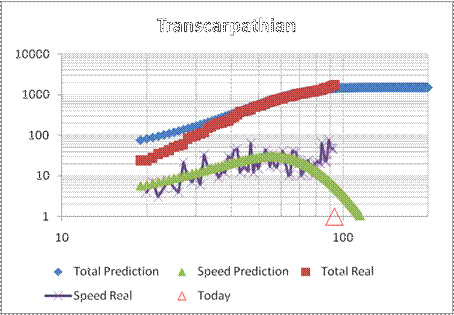 Transcarpathian
10000
1000
100
10
1
10
100
Total Prediction
Speed Prediction
Total Real
Speed Real
Today